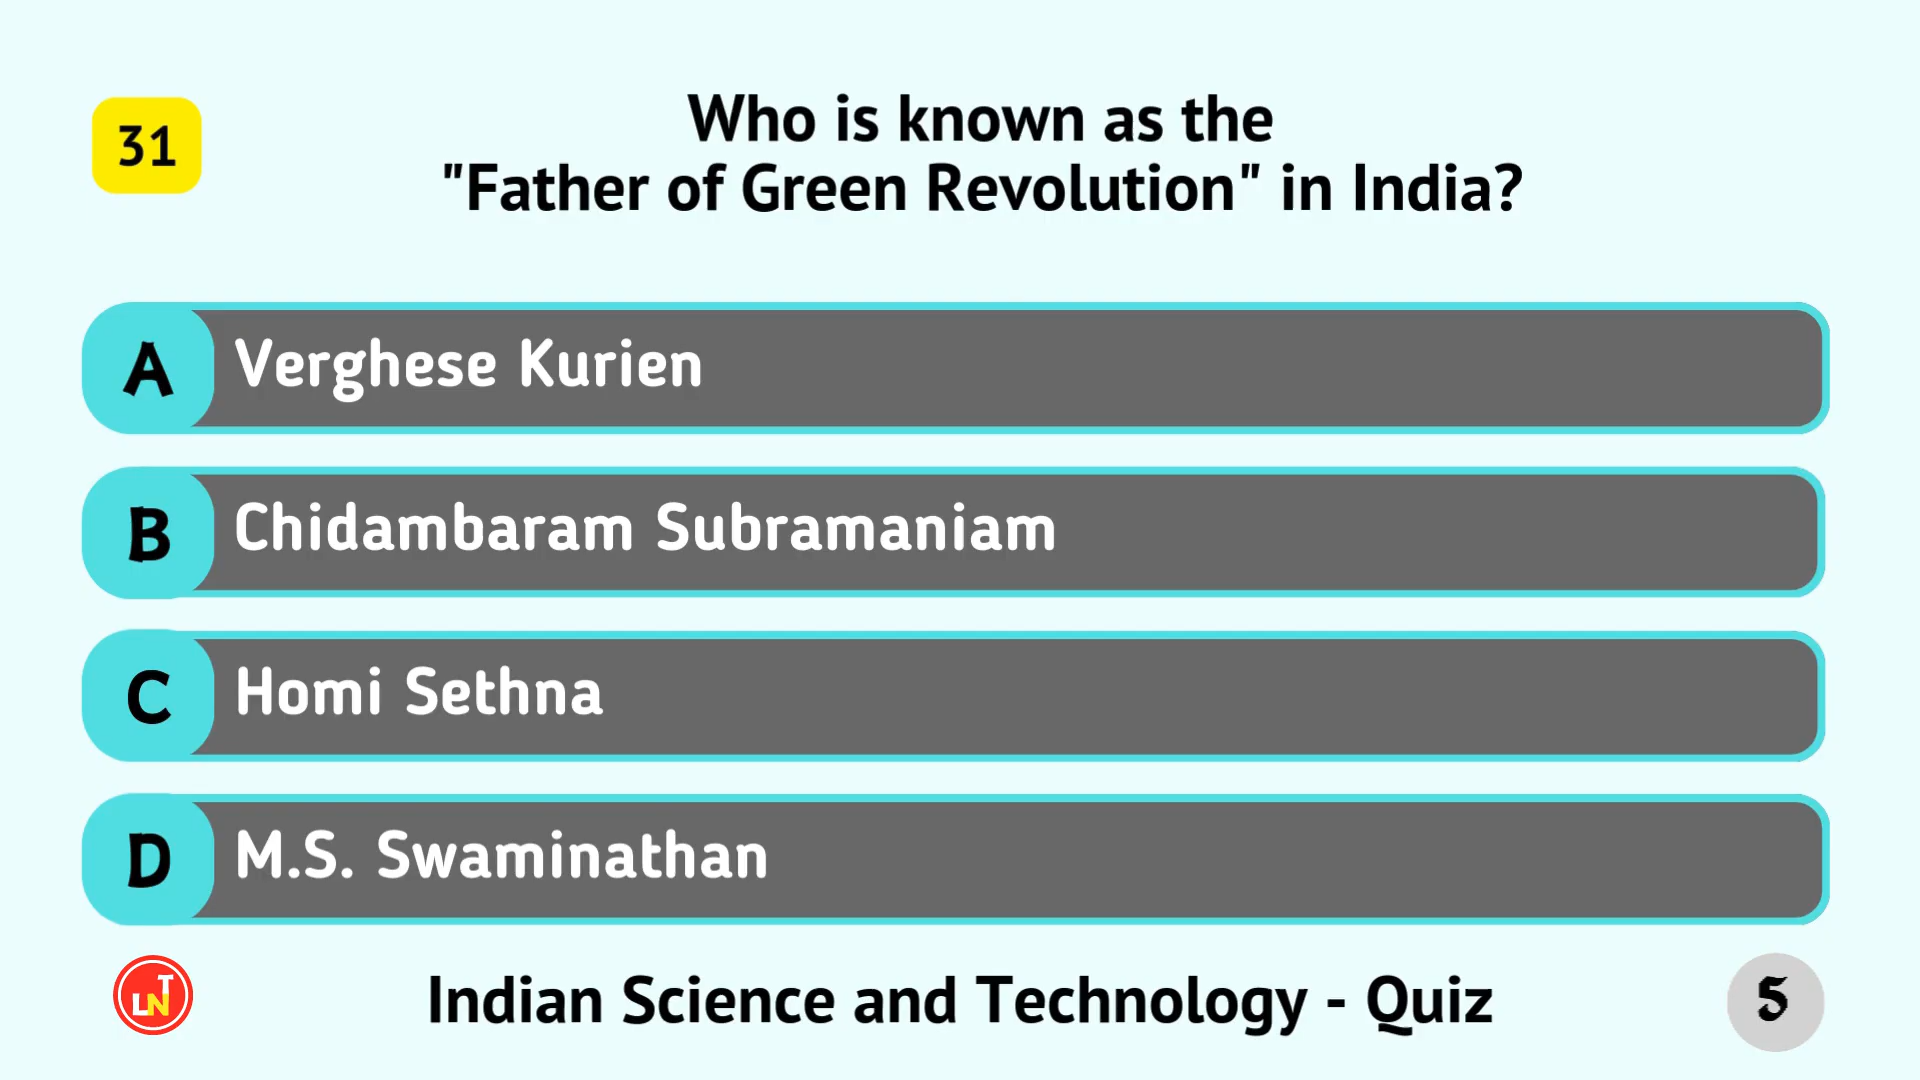 31
Who is known as the
"Father of Green Revolution" in India?
A Verghese Kurien
B Chidambaram Subramaniam
C Homi Sethna
D M.S. Swaminathan
LNT
Indian Science and Technology - Quiz
5